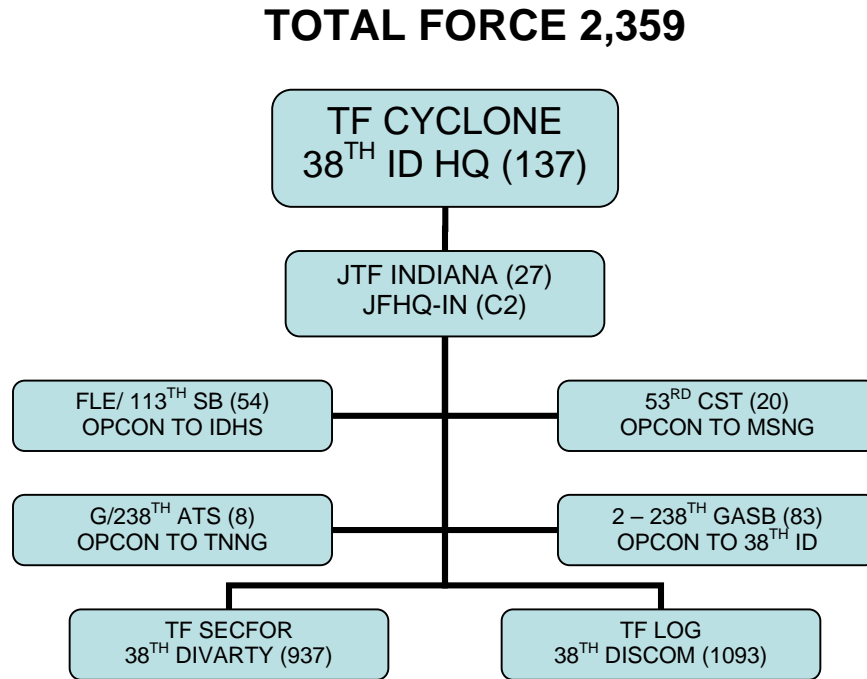 TOTAL FORCE 2,359
TF CYCLONE
38TH ID HQ (137)
JTF INDIANA (27)
JFHQ-IN (C2)
FLE/ 113TH SB (54)
OPCON TO IDHS
53RD CST (20)
OPCON TO MSNG
G/238TH ATS (8)
OPCON TO TNNG
2 – 238TH GASB (83)
OPCON TO 38TH ID
TF SECFOR
38TH DIVARTY (937)
TF LOG
38TH DISCOM (1093)